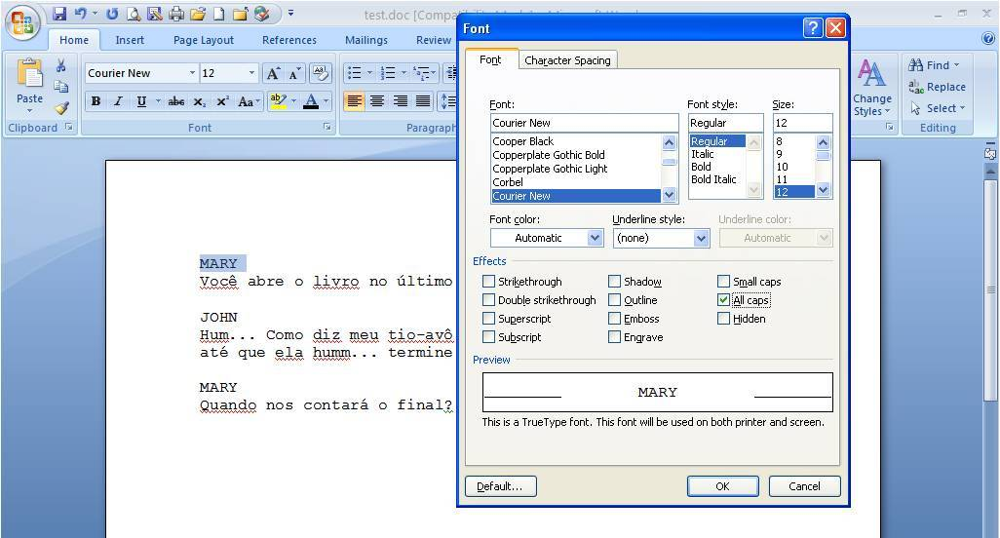 test.doc [Compatibility Mode] - Microsoft Word
Home Insert Page Layout References Mailings Review
Courier New 12
Paste
B I U abc x₂ x² Aa ab A
Clipboard Font Paragraph
Change Styles
Find
Replace
Select
Editing
MARY
Você abre o livro no último
JOHN
Hum... Como diz meu tio-avô
até que ela humm... termine
MARY
Quando nos contará o final?
Font
Font Character Spacing
Font: Font style: Size:
Courier New Regular 12
Cooper Black Regular 8
Copperplate Gothic Bold Italic 9
Copperplate Gothic Light Bold 10
Corbel Bold Italic 11
Courier New 12
Font color: Underline style: Underline color:
Automatic (none) Automatic
Effects
Strikethrough Shadow Small caps
Double strikethrough Outline All caps
Superscript Emboss Hidden
Subscript Engrave
Preview
MARY
This is a TrueType font. This font will be used on both printer and screen.
Default... OK Cancel